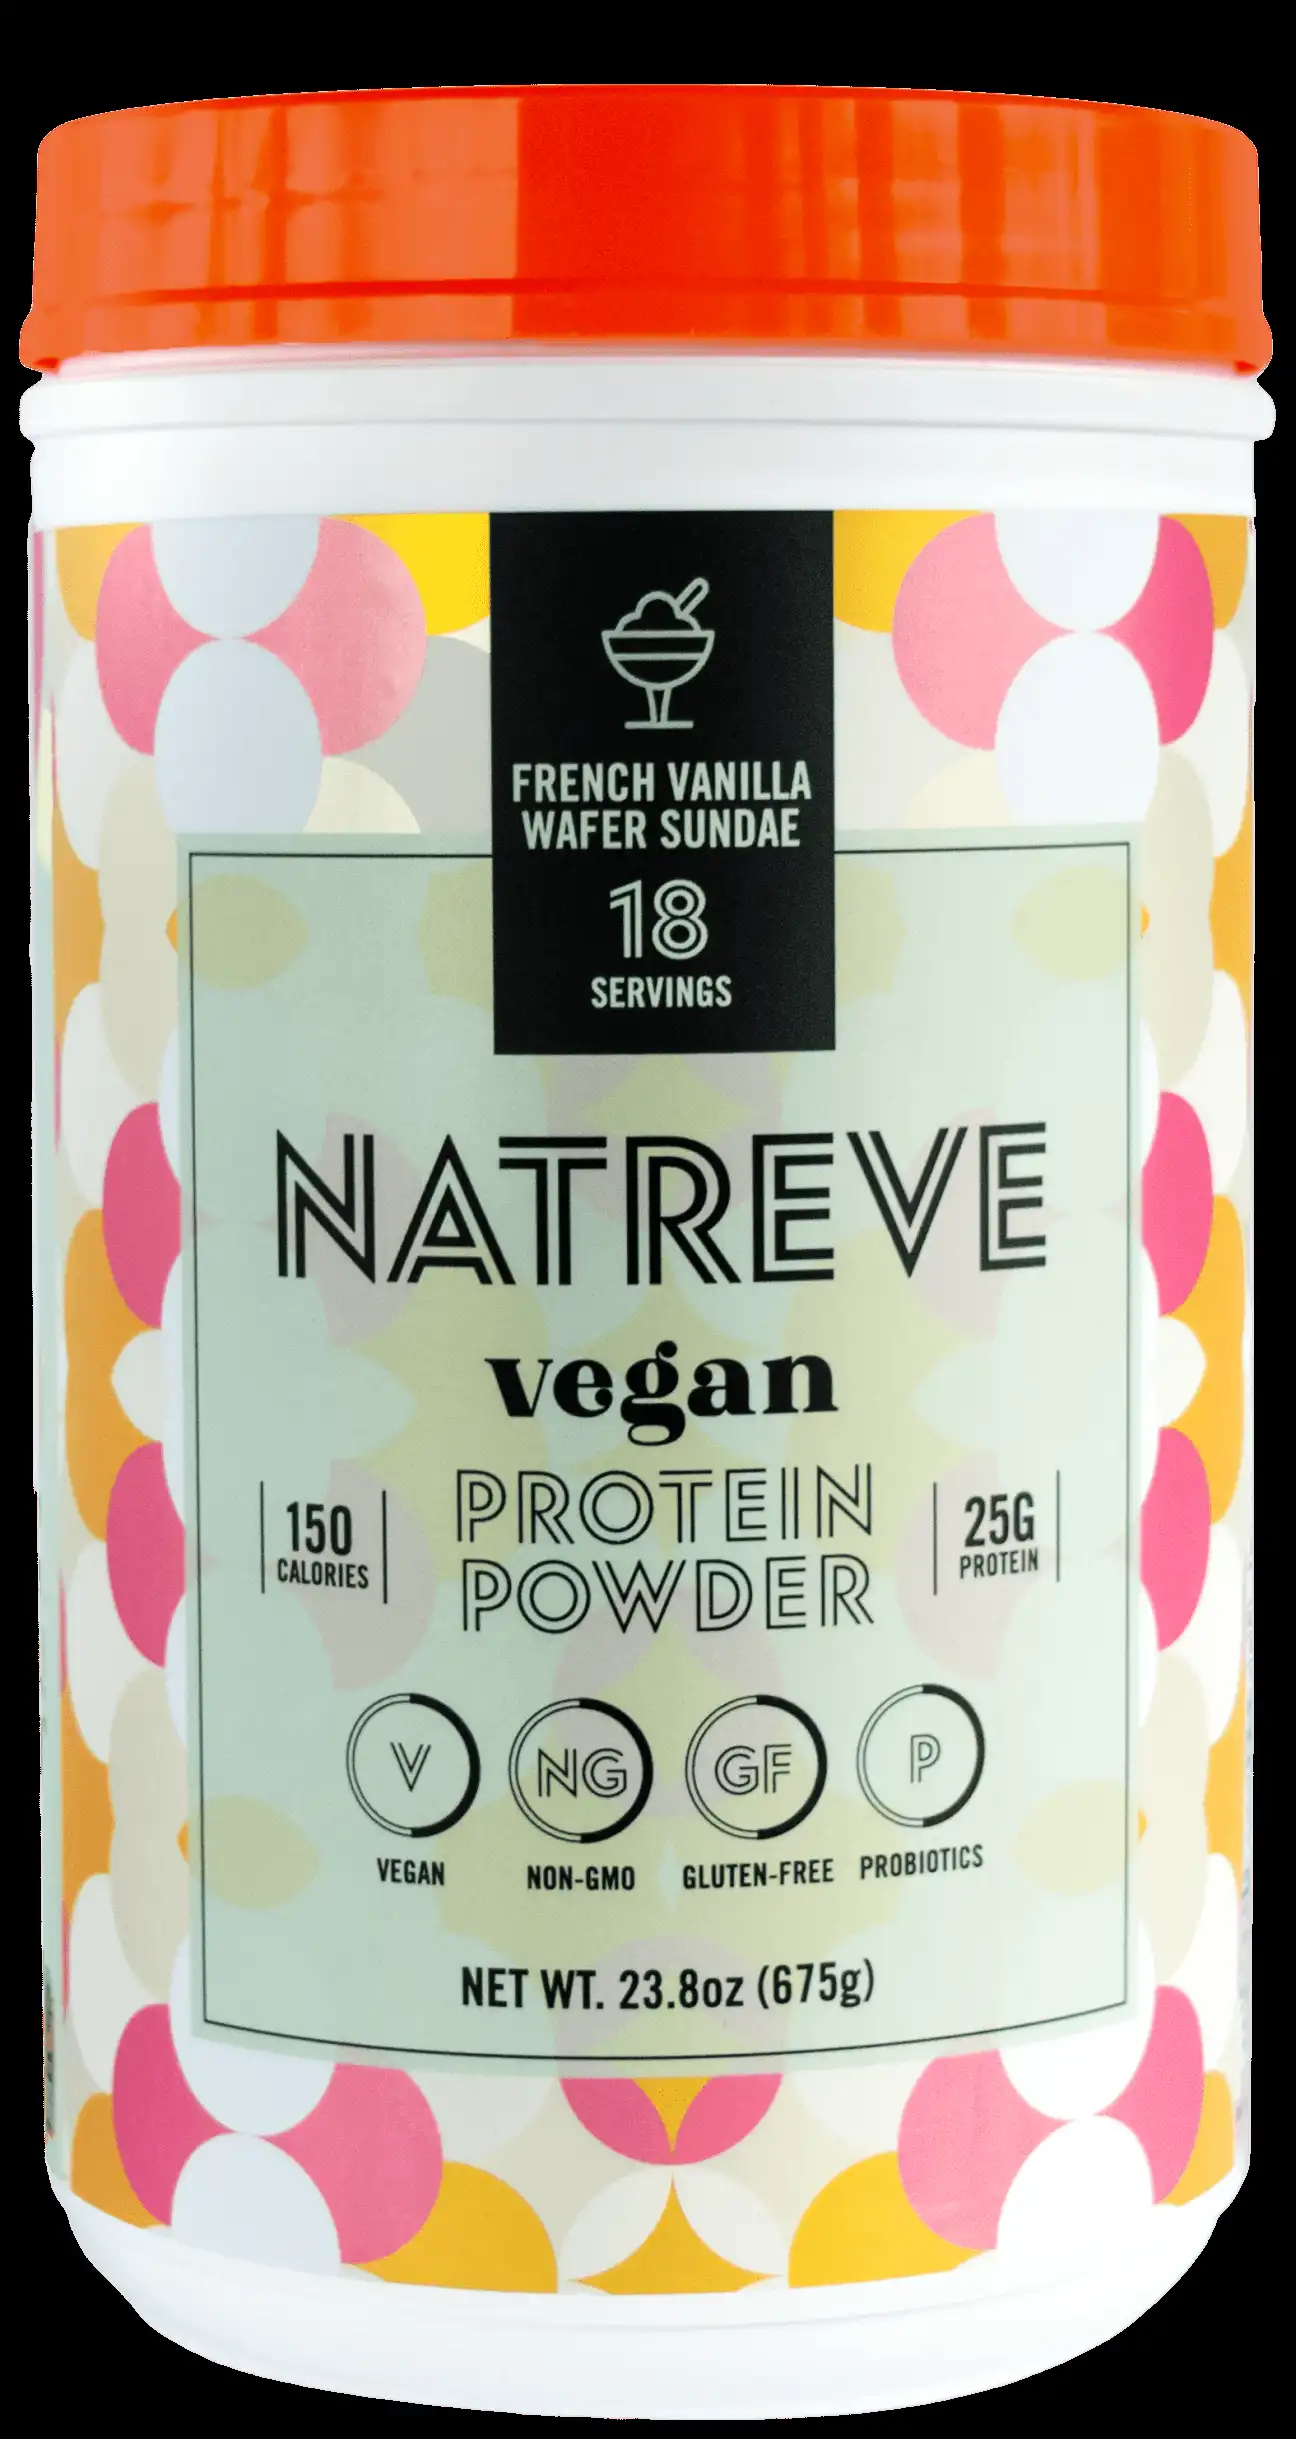 FRENCH VANILLA
WAFER SUNDAE
18
SERVINGS
NATREVE
vegan
PROTEIN
POWDER
150
CALORIES
25G
PROTEIN
V
NG
GF
P
VEGAN
NON-GMO
GLUTEN-FREE
PROBIOTICS
NET WT. 23.8oz (675g)